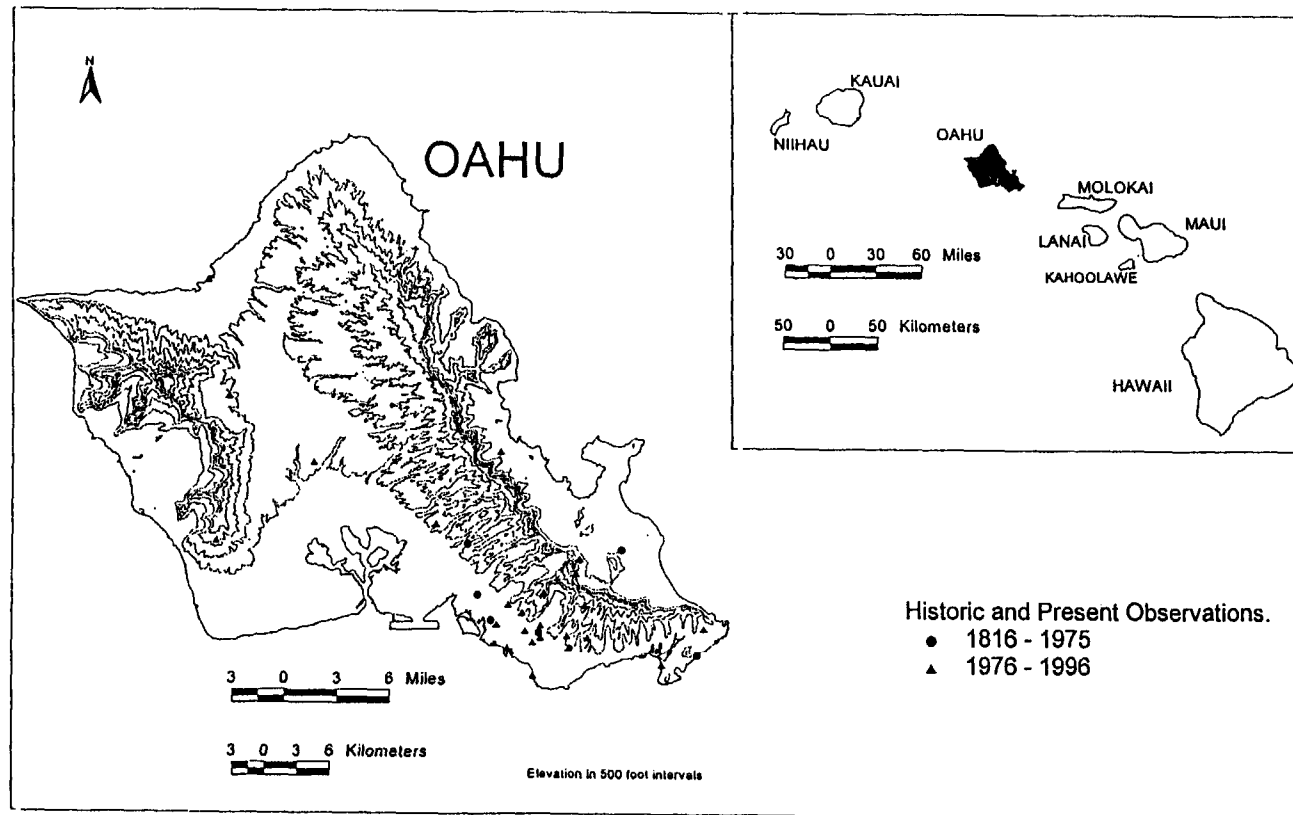 N
OAHU
3 0 3 6 Miles
3 0 3 6 Kilometers
Elevation in 500 foot intervals
KAUAI
NIIHAU
OAHU
MOLOKAI
MAUI
LANAI
KAHOOLAWE
HAWAII
30 0 30 60 Miles
50 0 50 Kilometers
Historic and Present Observations.
1816 - 1975
1976 - 1996